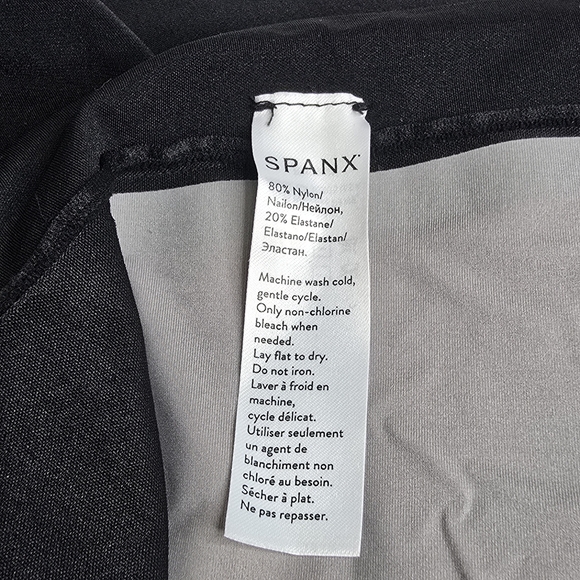 SPANX
80% Nylon/
Nailon/Нейлон,
20% Elastane/
Elastano/Elastan/
Эластан.
Machine wash cold,
gentle cycle.
Only non-chlorine
bleach when
needed.
Lay flat to dry.
Do not iron.
Laver à froid en
machine,
cycle délicat.
Utiliser seulement
un agent de
blanchiment non
chloré au besoin.
Sécher à plat.
Ne pas repasser.